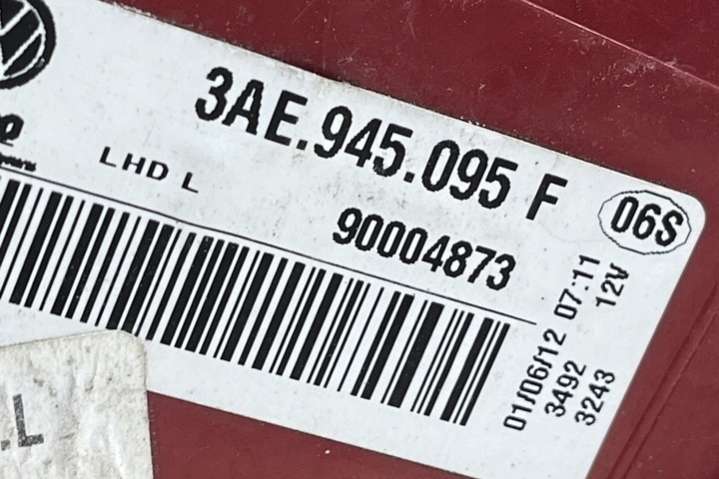 3AE.945.095 F
06S
LHD L
90004873
01/06/12 07:11
3492 12V
3243
.L